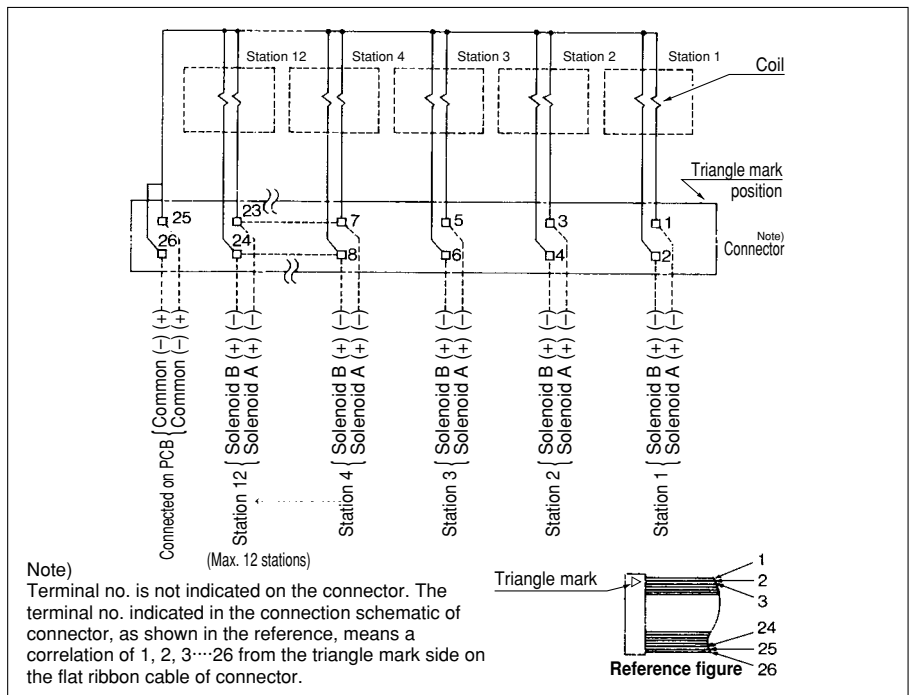 Station 12
Station 4
Station 3
Station 2
Station 1
Coil
Triangle mark
position
25
23
7
5
3
1
Note)
Connector
26
24
8
6
4
2
Connected on PCB { Common (−) (+)
Common (−) (+)
Station 12 { Solenoid B (+) (−)
Solenoid A (+) (−)
Station 4 { Solenoid B (+) (−)
Solenoid A (+) (−)
Station 3 { Solenoid B (+) (−)
Solenoid A (+) (−)
Station 2 { Solenoid B (+) (−)
Solenoid A (+) (−)
Station 1 { Solenoid B (+) (−)
Solenoid A (+) (−)
(Max. 12 stations)
Note)
Terminal no. is not indicated on the connector. The
terminal no. indicated in the connection schematic of
connector, as shown in the reference, means a
correlation of 1, 2, 3····26 from the triangle mark side on
the flat ribbon cable of connector.
Triangle mark
1
2
3
24
25
26
Reference figure